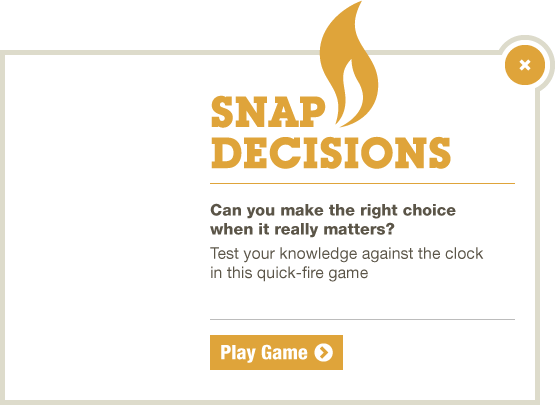 SNAP
DECISIONS
Can you make the right choice
when it really matters?
Test your knowledge against the clock
in this quick-fire game
Play Game